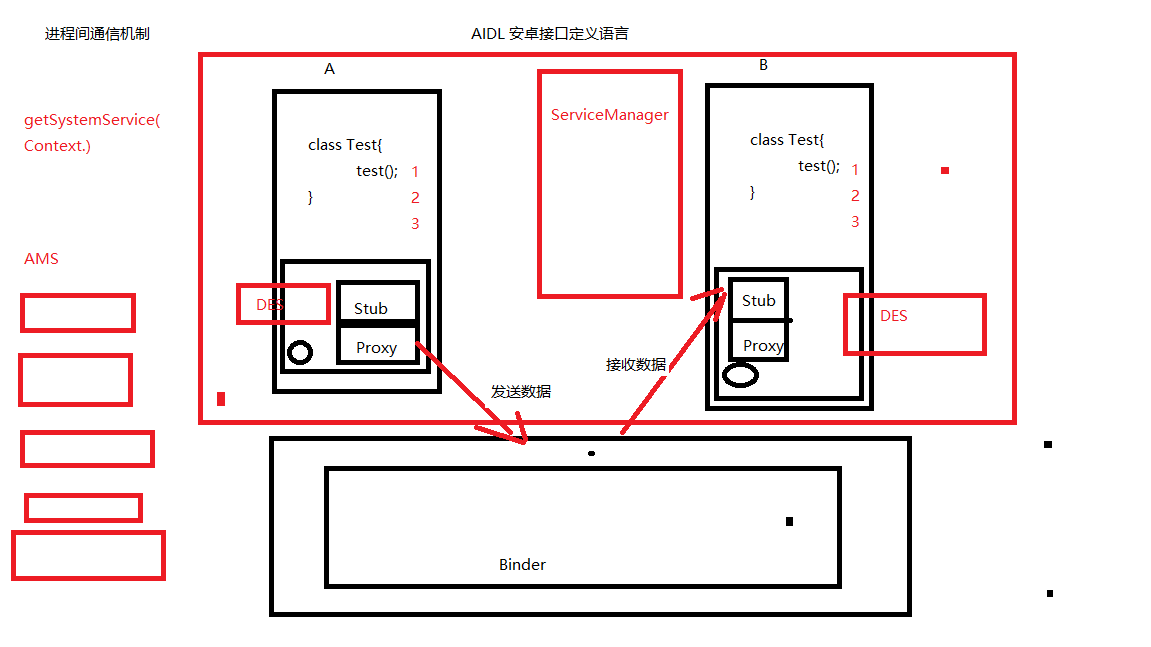 进程间通信机制
AIDL 安卓接口定义语言
A
B
getSystemService(
Context.)
ServiceManager
class Test{
test(); 1
} 2
3
class Test{
test(); 1
} 2
3
AMS
DES
Stub
Proxy
Stub
Proxy
DES
发送数据
接收数据
Binder